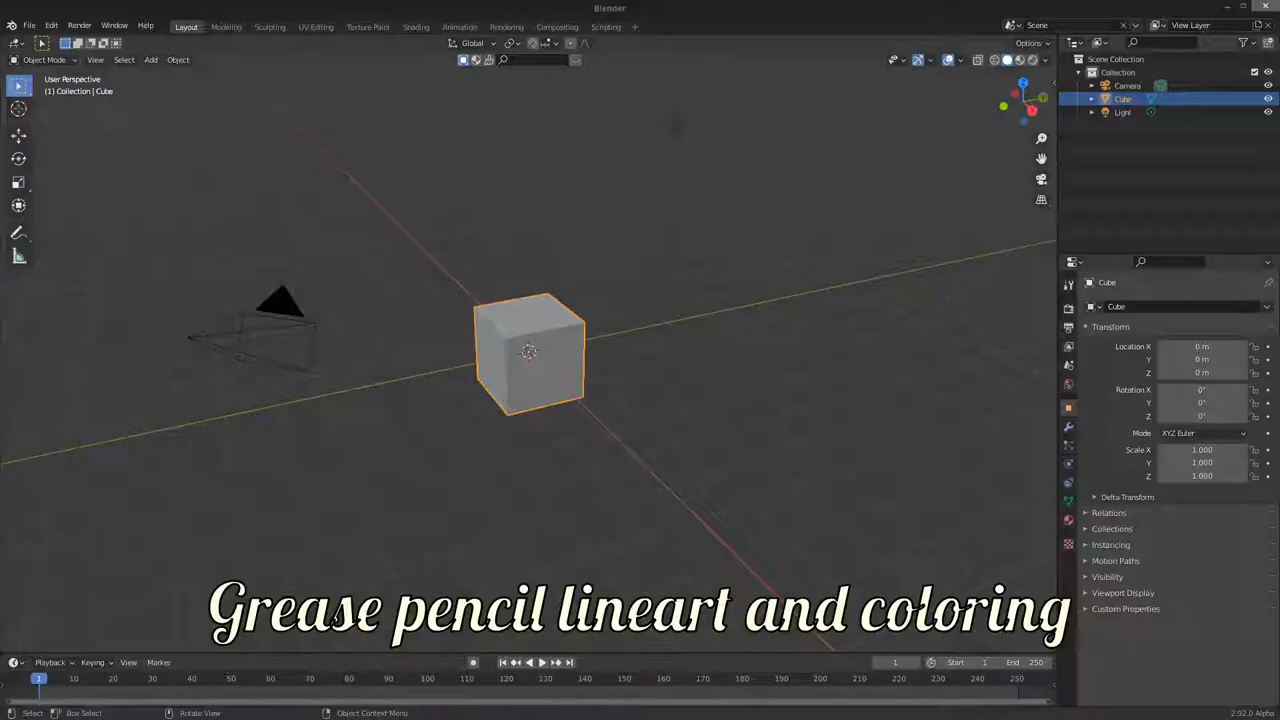 Blender
File Edit Render Window Help Layout Modeling Sculpting UV Editing Texture Paint Shading Animation Rendering Compositing Scripting + Scene View Layer
Global Options
Object Mode View Select Add Object
User Perspective
(1) Collection | Cube
Scene Collection
Collection
Camera
Cube
Light
Cube
Cube
Transform
Location X 0 m
Y 0 m
Z 0 m
Rotation X 0°
Y 0°
Z 0°
Mode XYZ Euler
Scale X 1.000
Y 1.000
Z 1.000
Delta Transform
Relations
Collections
Instancing
Motion Paths
Visibility
Viewport Display
Custom Properties
Grease pencil lineart and coloring
Playback Keying View Marker 1 Start 1 End 250
1 10 20 30 40 50 60 70 80 90 100 110 120 130 140 150 160 170 180 190 200 210 220 230 240 250
Select Box Select Rotate View Object Context Menu 2.92.0 Alpha